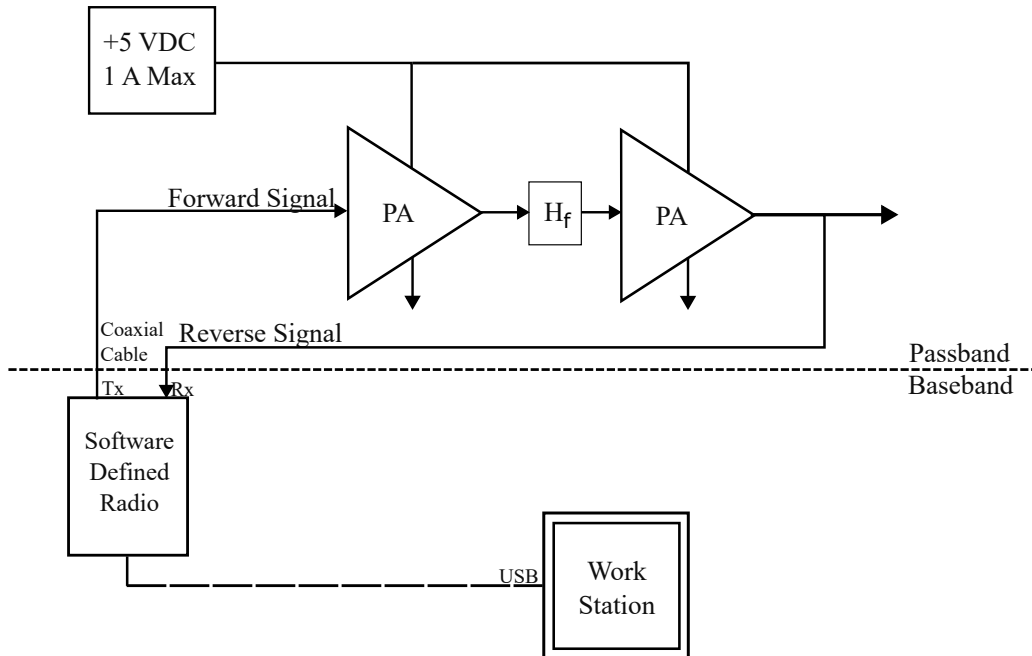 +5 VDC
1 A Max
Forward Signal
PA
Hf
PA
Coaxial
Cable
Reverse Signal
Passband
Baseband
Tx
Rx
Software
Defined
Radio
USB
Work
Station